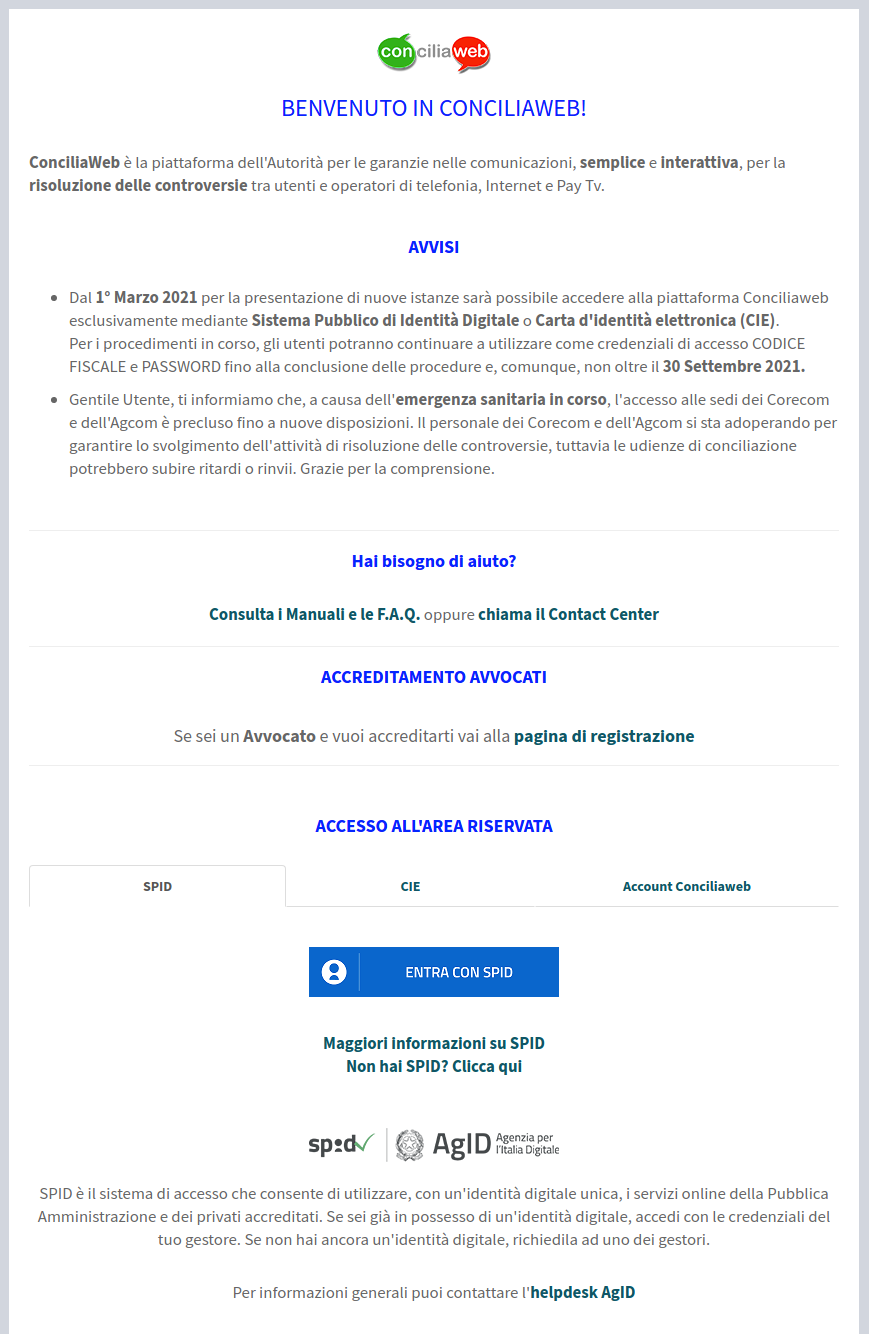 conciliaweb
BENVENUTO IN CONCILIAWEB!
ConciliaWeb è la piattaforma dell'Autorità per le garanzie nelle comunicazioni, semplice e interattiva, per la
risoluzione delle controversie tra utenti e operatori di telefonia, Internet e Pay Tv.
AVVISI
• Dal 1° Marzo 2021 per la presentazione di nuove istanze sarà possibile accedere alla piattaforma Conciliaweb
esclusivamente mediante Sistema Pubblico di Identità Digitale o Carta d'identità elettronica (CIE).
Per i procedimenti in corso, gli utenti potranno continuare a utilizzare come credenziali di accesso CODICE
FISCALE e PASSWORD fino alla conclusione delle procedure e, comunque, non oltre il 30 Settembre 2021.
• Gentile Utente, ti informiamo che, a causa dell'emergenza sanitaria in corso, l'accesso alle sedi dei Corecom
e dell'Agcom è precluso fino a nuove disposizioni. Il personale dei Corecom e dell'Agcom si sta adoperando per
garantire lo svolgimento dell'attività di risoluzione delle controversie, tuttavia le udienze di conciliazione
potrebbero subire ritardi o rinvii. Grazie per la comprensione.
Hai bisogno di aiuto?
Consulta i Manuali e le F.A.Q. oppure chiama il Contact Center
ACCREDITAMENTO AVVOCATI
Se sei un Avvocato e vuoi accreditarti vai alla pagina di registrazione
ACCESSO ALL'AREA RISERVATA
SPID CIE Account Conciliaweb
ENTRA CON SPID
Maggiori informazioni su SPID
Non hai SPID? Clicca qui
spid AgID Agenzia per
l'Italia Digitale
SPID è il sistema di accesso che consente di utilizzare, con un'identità digitale unica, i servizi online della Pubblica
Amministrazione e dei privati accreditati. Se sei già in possesso di un'identità digitale, accedi con le credenziali del
tuo gestore. Se non hai ancora un'identità digitale, richiedila ad uno dei gestori.
Per informazioni generali puoi contattare l'helpdesk AgID